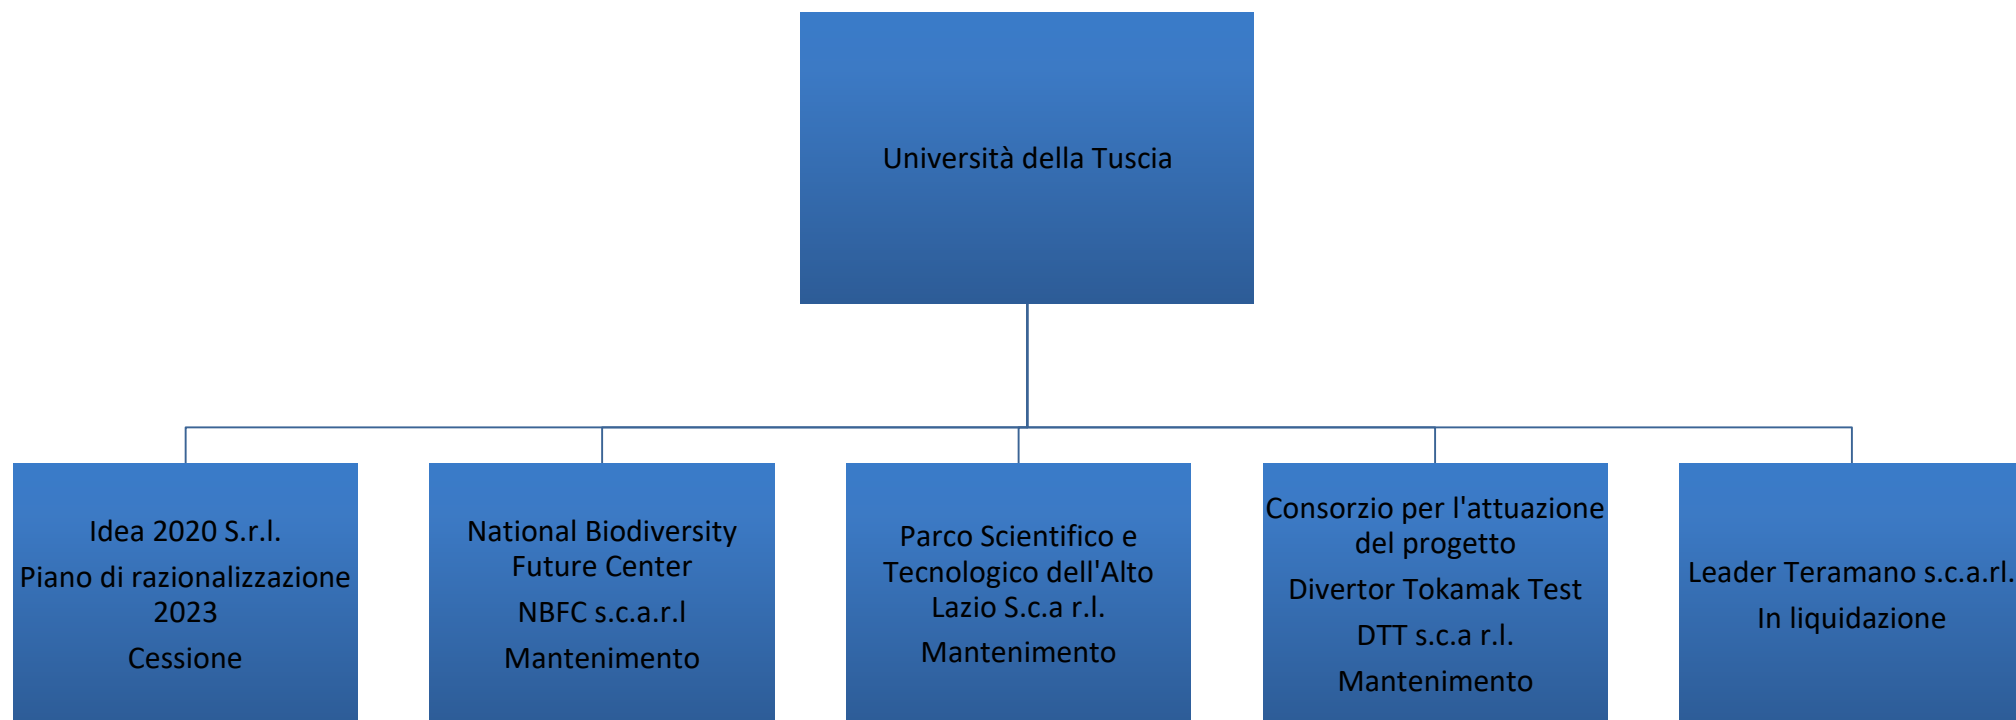 Università della Tuscia
Idea 2020 S.r.l.
Piano di razionalizzazione
2023
Cessione
National Biodiversity
Future Center
NBFC s.c.a.r.l
Mantenimento
Parco Scientifico e
Tecnologico dell'Alto
Lazio S.c.a r.l.
Mantenimento
Consorzio per l'attuazione
del progetto
Divertor Tokamak Test
DTT s.c.a r.l.
Mantenimento
Leader Teramano s.c.a.rl.
In liquidazione